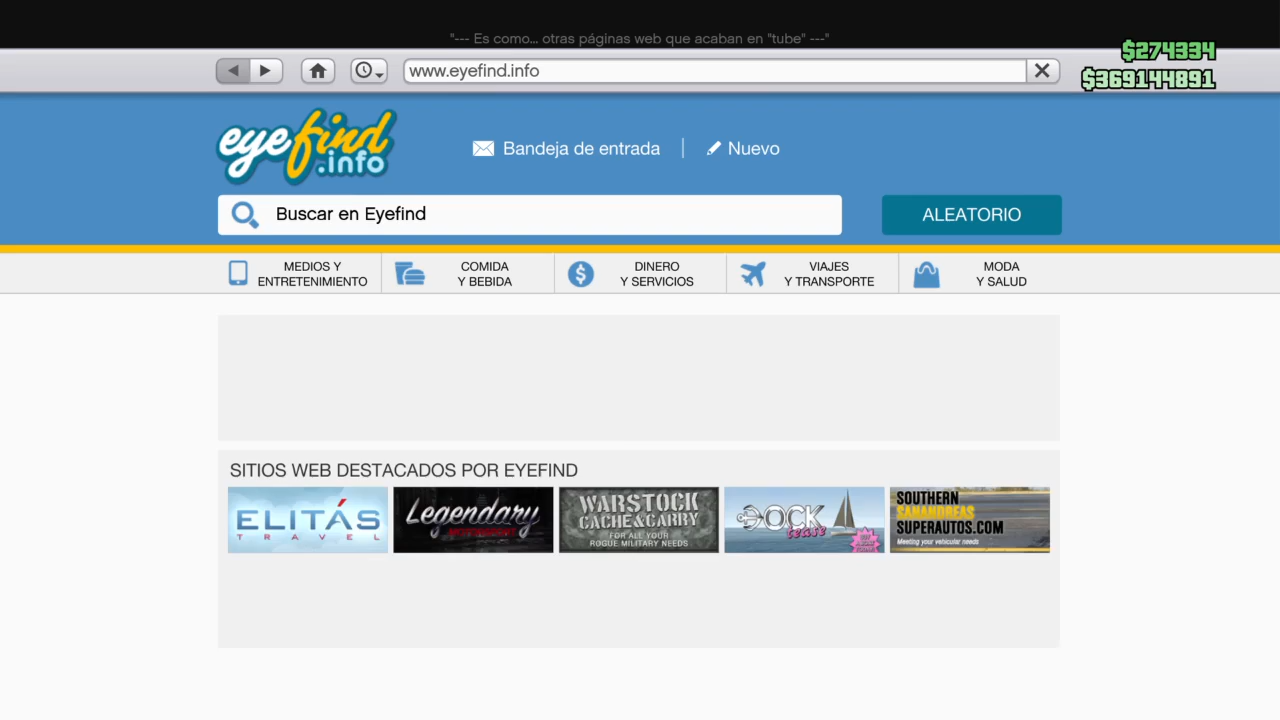 "--- Es como... otras páginas web que acaban en "tube" ---"
$274334
www.eyefind.info
$369144891
eyefind
.info
Bandeja de entrada
Nuevo
Buscar en Eyefind
ALEATORIO
MEDIOS Y
ENTRETENIMIENTO
COMIDA
Y BEBIDA
DINERO
Y SERVICIOS
VIAJES
Y TRANSPORTE
MODA
Y SALUD
SITIOS WEB DESTACADOS POR EYEFIND
ELITÁS
TRAVEL
Legendary
MOTORSPORT
WARSTOCK
CACHE&CARRY
FOR ALL YOUR
ROGUE MILITARY NEEDS
DOCK
tease
SOUTHERN
SANANDREAS
SUPERAUTOS.COM
Meeting your vehicular needs